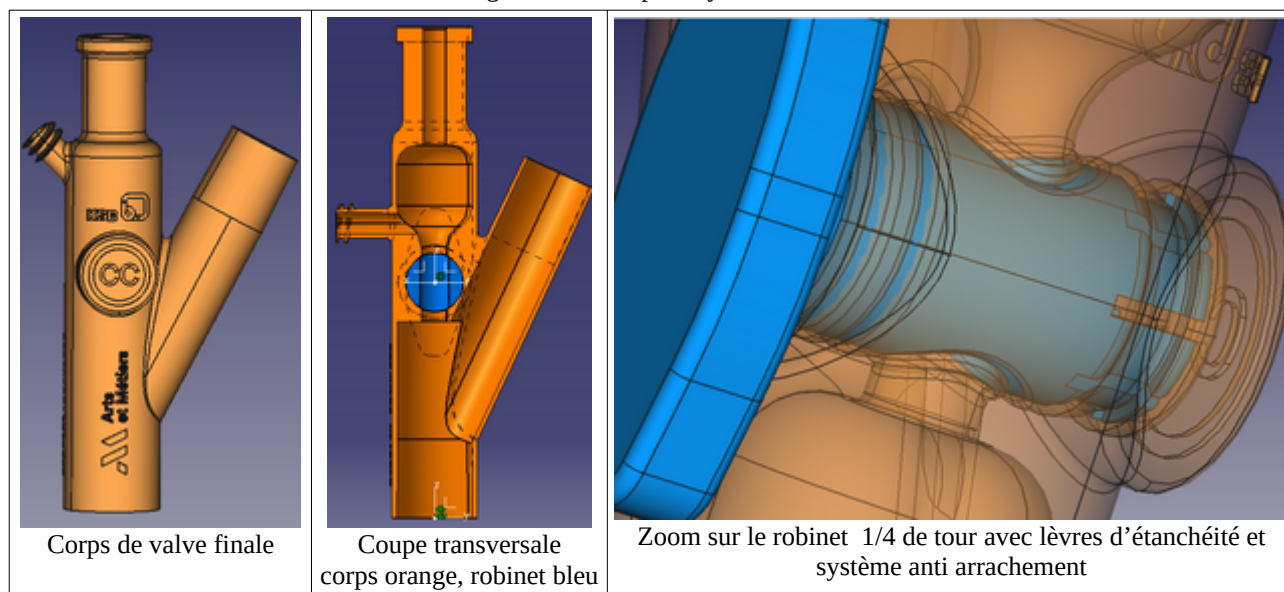 CC
Arts
et Métiers
Corps de valve finale
Coupe transversale
corps orange, robinet bleu
Zoom sur le robinet 1/4 de tour avec lèvres d’étanchéité et
système anti arrachement